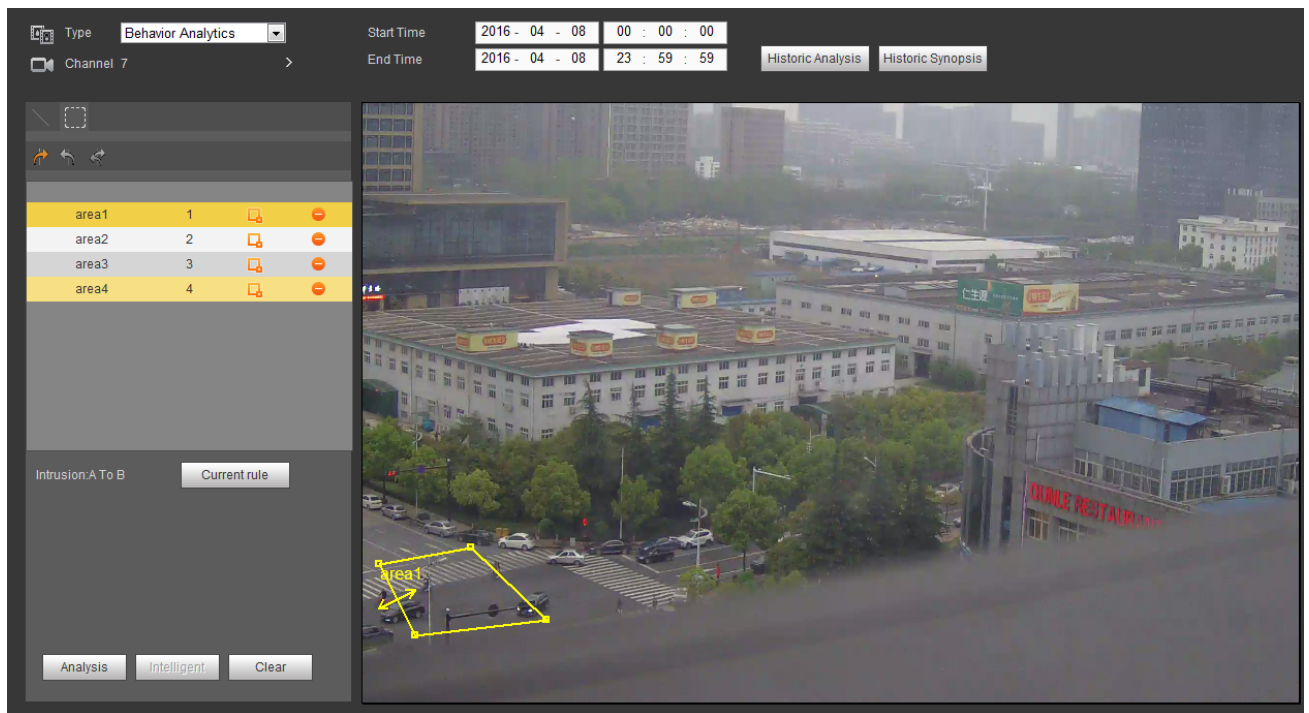 Type
Behavior Analytics
Start Time
2016 - 04 - 08
00 : 00 : 00
Channel 7
>
End Time
2016 - 04 - 08
23 : 59 : 59
Historic Analysis
Historic Synopsis
area1 1
area2 2
area3 3
area4 4
Intrusion:A To B
Current rule
area1
Analysis
Intelligent
Clear